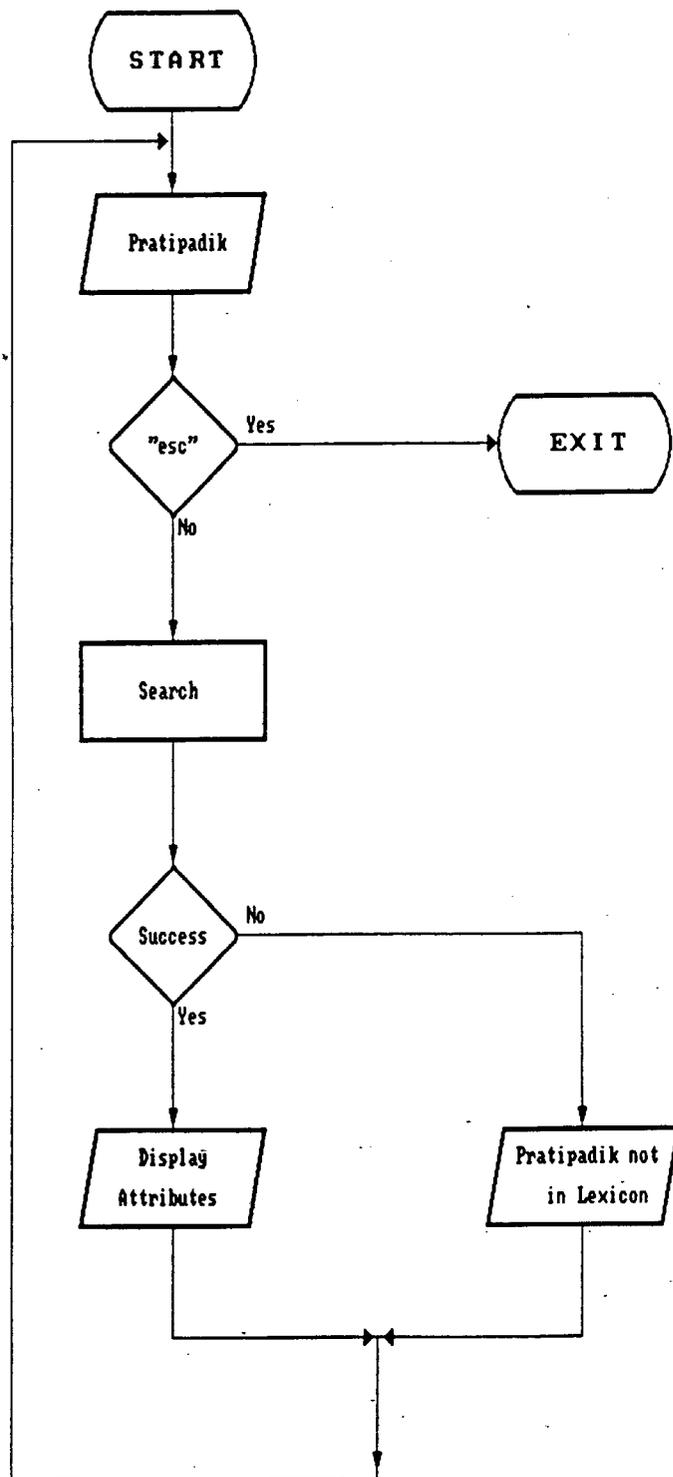 START
Pratipadik
"esc"
Yes
EXIT
No
Search
Success
No
Yes
Display
Attributes
Pratipadik not
in Lexicon